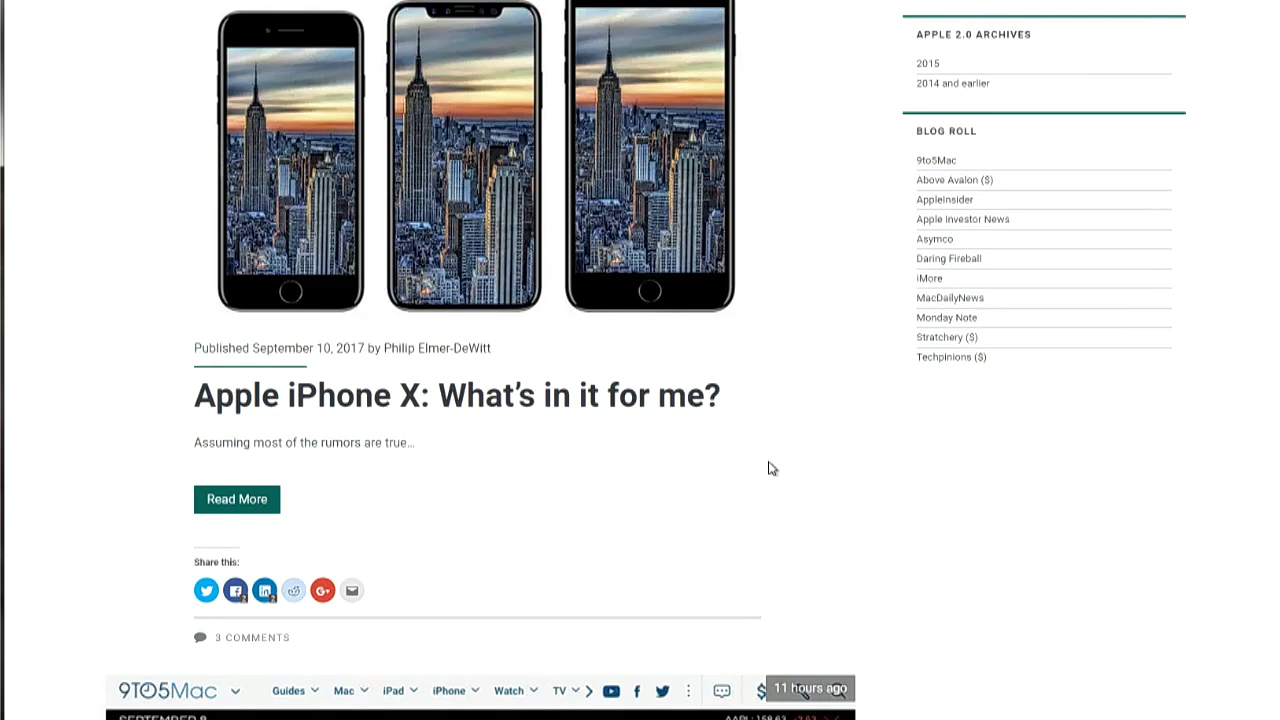 APPLE 2.0 ARCHIVES
2015
2014 and earlier
BLOG ROLL
9to5Mac
Above Avalon ($)
AppleInsider
Apple Investor News
Asymco
Daring Fireball
iMore
MacDailyNews
Monday Note
Stratchery ($)
Techpinions ($)
Published September 10, 2017 by Philip Elmer-DeWitt
Apple iPhone X: What's in it for me?
Assuming most of the rumors are true…
Read More
Share this:
3 COMMENTS
9TO5Mac Guides Mac iPad iPhone Watch TV 11 hours ago
SEPTEMBER 8